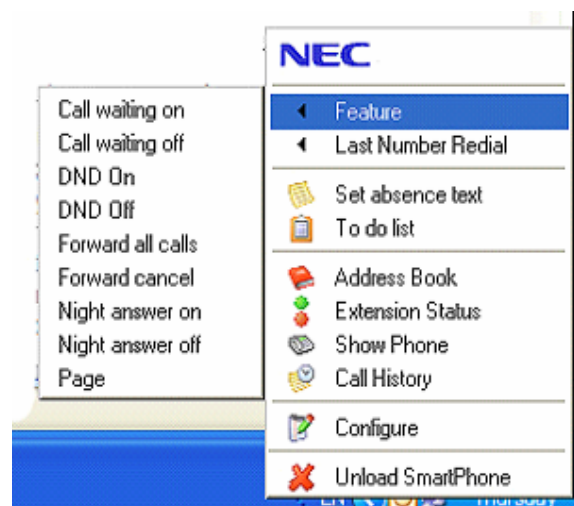 NEC
Feature
Last Number Redial
Set absence text
To do list
Address Book
Extension Status
Show Phone
Call History
Configure
Unload SmartPhone
Call waiting on
Call waiting off
DND On
DND Off
Forward all calls
Forward cancel
Night answer on
Night answer off
Page
EN
Thursday